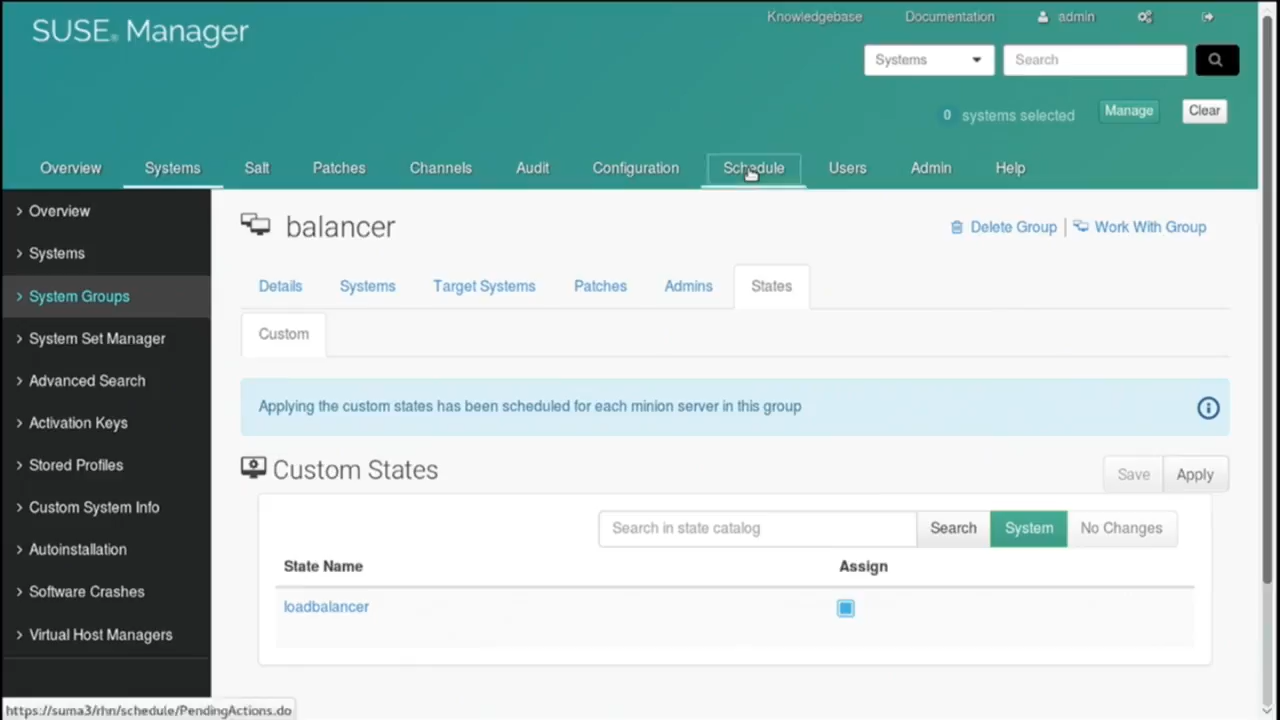 SUSE. Manager
Knowledgebase Documentation admin
Systems Search
0 systems selected Manage Clear
Overview Systems Salt Patches Channels Audit Configuration Schedule Users Admin Help
Overview
Systems
System Groups
System Set Manager
Advanced Search
Activation Keys
Stored Profiles
Custom System Info
Autoinstallation
Software Crashes
Virtual Host Managers
balancer
Delete Group | Work With Group
Details Systems Target Systems Patches Admins States
Custom
Applying the custom states has been scheduled for each minion server in this group
Custom States
Save Apply
Search in state catalog Search System No Changes
State Name Assign
loadbalancer
https://suma3/rhn/schedule/PendingActions.do